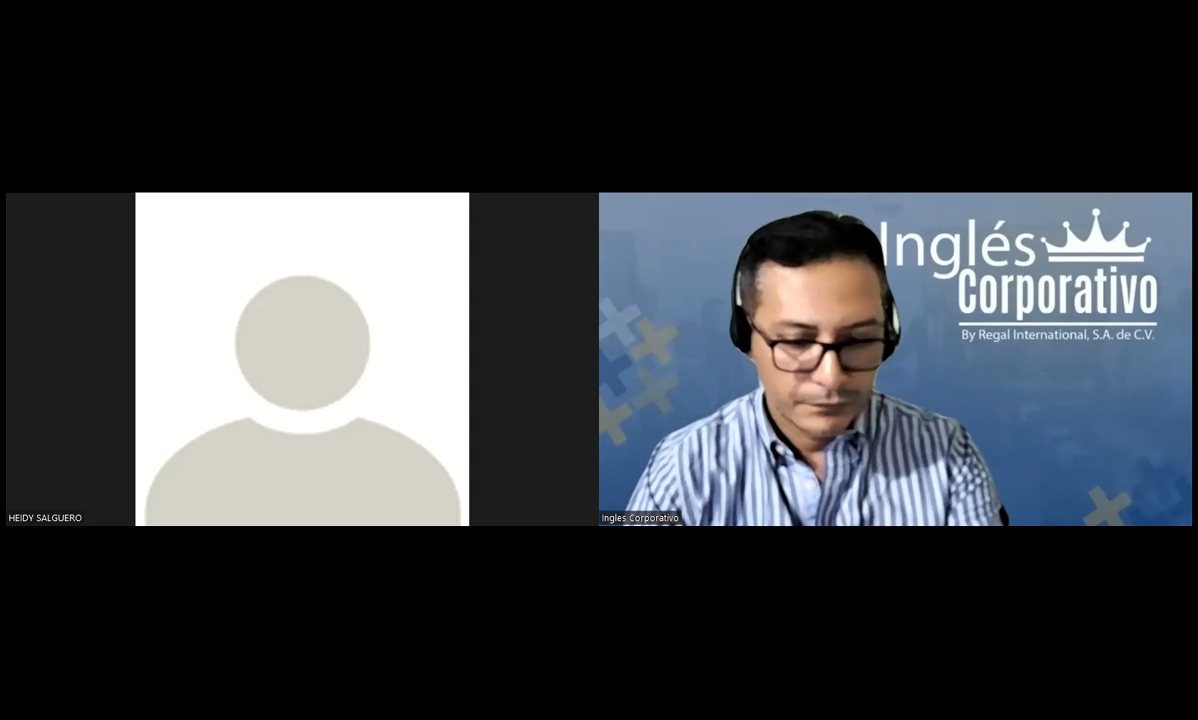 Inglés
Corporativo
By Regal International, S.A. de C.V.
HEIDY SALGUERO
Ingles Corporativo